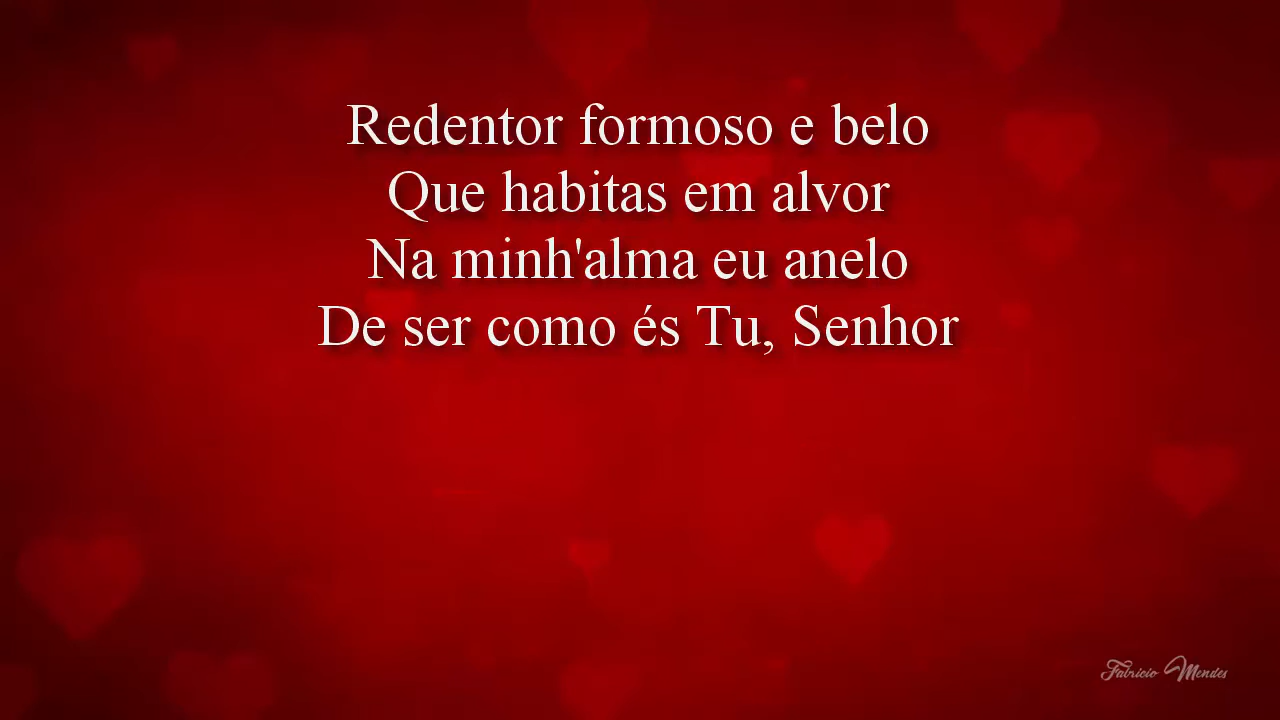 Redentor formoso e belo
Que habitas em alvor
Na minh'alma eu anelo
De ser como és Tu, Senhor
Fabricio Mendes